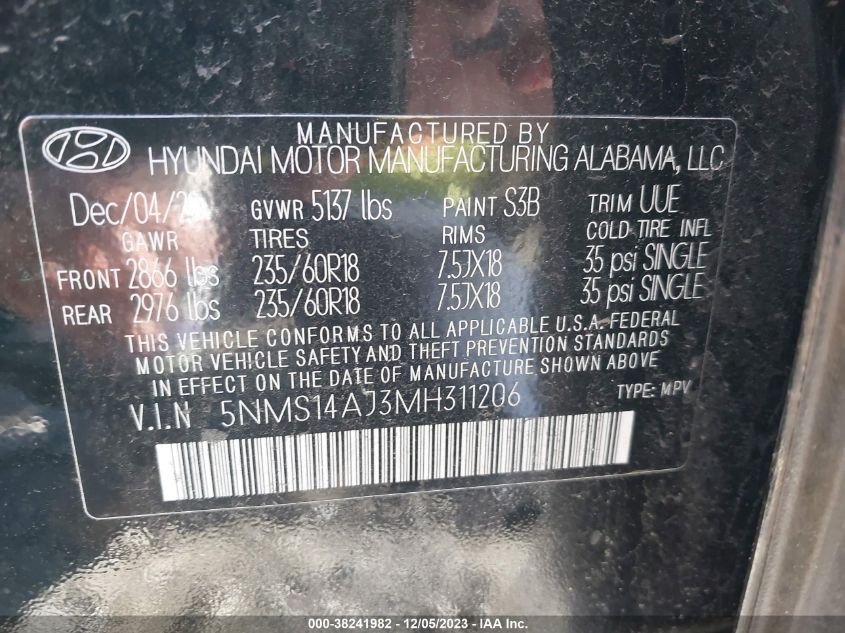 MANUFACTURED BY
HYUNDAI MOTOR MANUFACTURING ALABAMA, LLC
GVWR 5137 lbs PAINT S3B TRIM UUE
GAWR TIRES RIMS COLD TIRE INFL
FRONT 2866 lbs 235/60R18 7.5JX18 35 psi SINGLE
REAR 2976 lbs 235/60R18 7.5JX18 35 psi SINGLE
THIS VEHICLE CONFORMS TO ALL APPLICABLE U.S.A. FEDERAL
MOTOR VEHICLE SAFETY AND THEFT PREVENTION STANDARDS
IN EFFECT ON THE DATE OF MANUFACTURE SHOWN ABOVE
V.I.N 5NMS14AJ3MH311206 TYPE: MPV
000-38241982 - 12/05/2023 - IAA Inc.